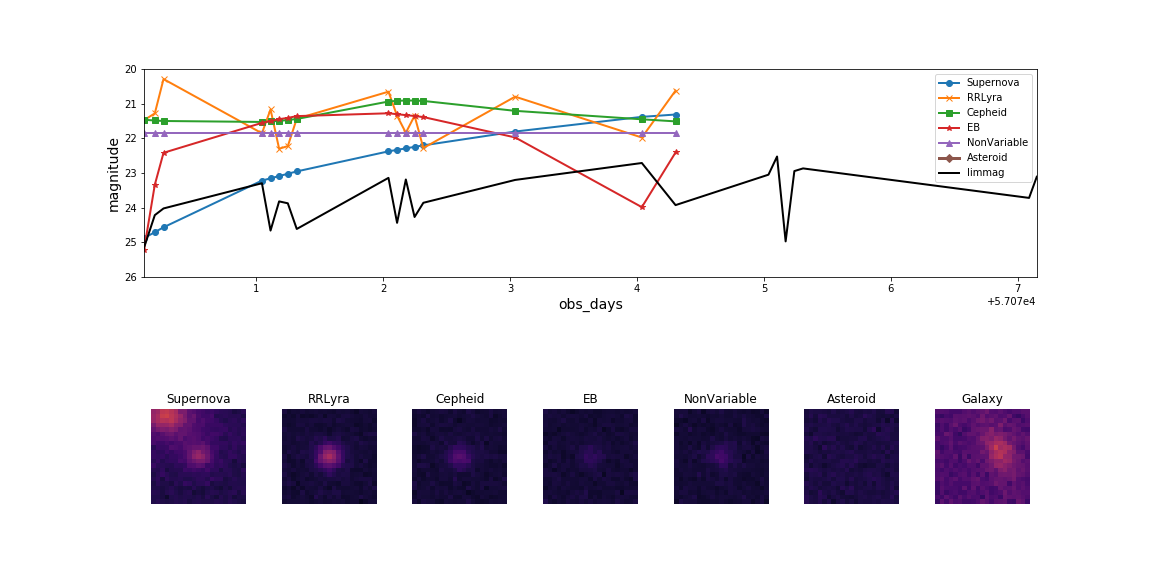 20
21
22
23
24
25
26
magnitude
1
2
3
4
5
6
7
obs_days
+5.707e4
Supernova
RRLyra
Cepheid
EB
NonVariable
Asteroid
limmag
Supernova
RRLyra
Cepheid
EB
NonVariable
Asteroid
Galaxy